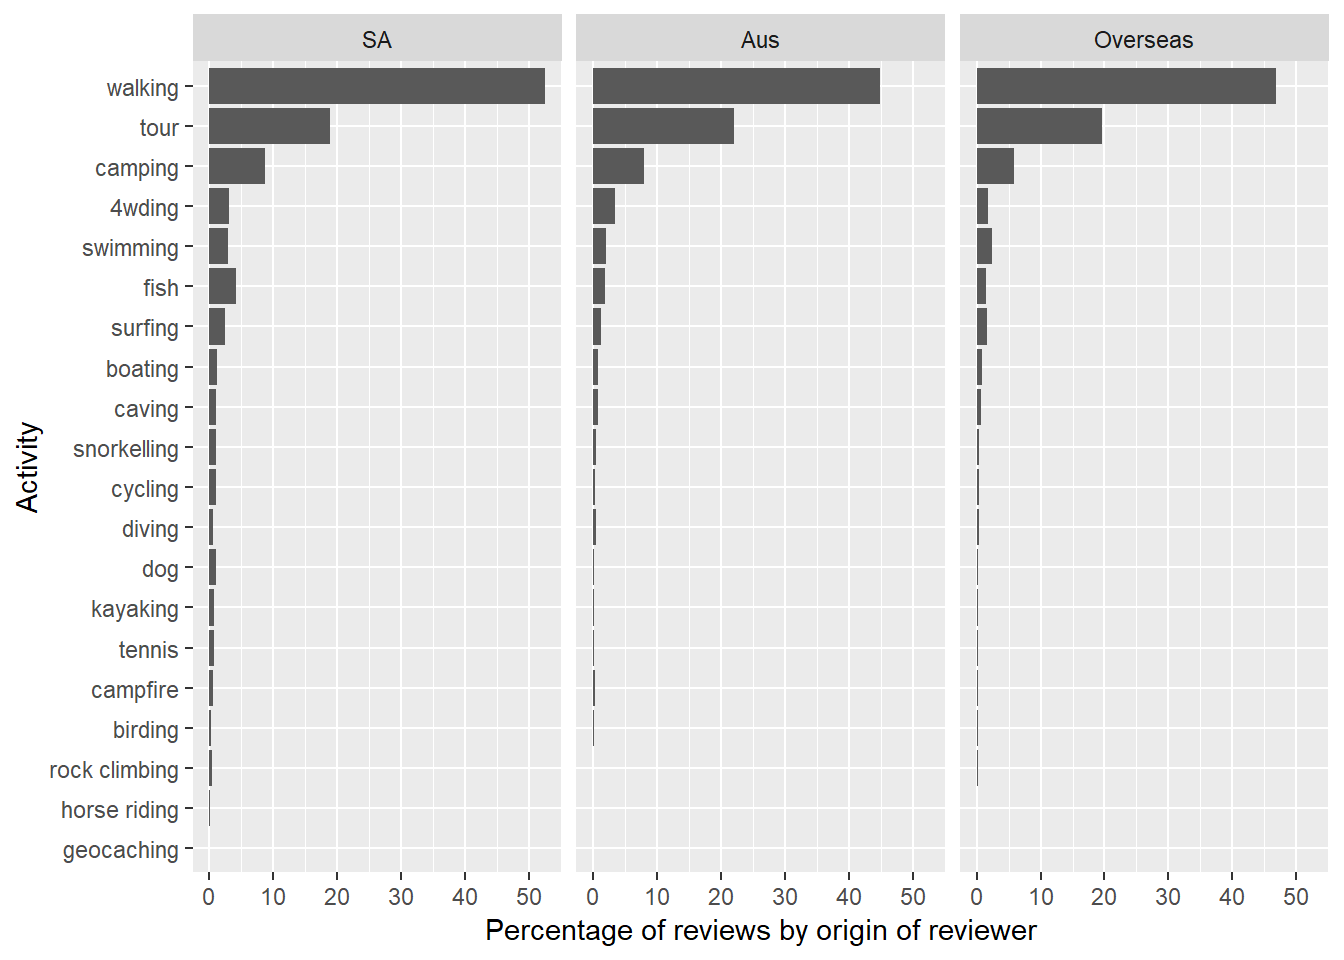 SA
Aus
Overseas
walking
tour
camping
4wding
swimming
fish
surfing
boating
caving
snorkelling
cycling
diving
dog
kayaking
tennis
campfire
birding
rock climbing
horse riding
geocaching
Activity
0 10 20 30 40 50
0 10 20 30 40 50
0 10 20 30 40 50
Percentage of reviews by origin of reviewer